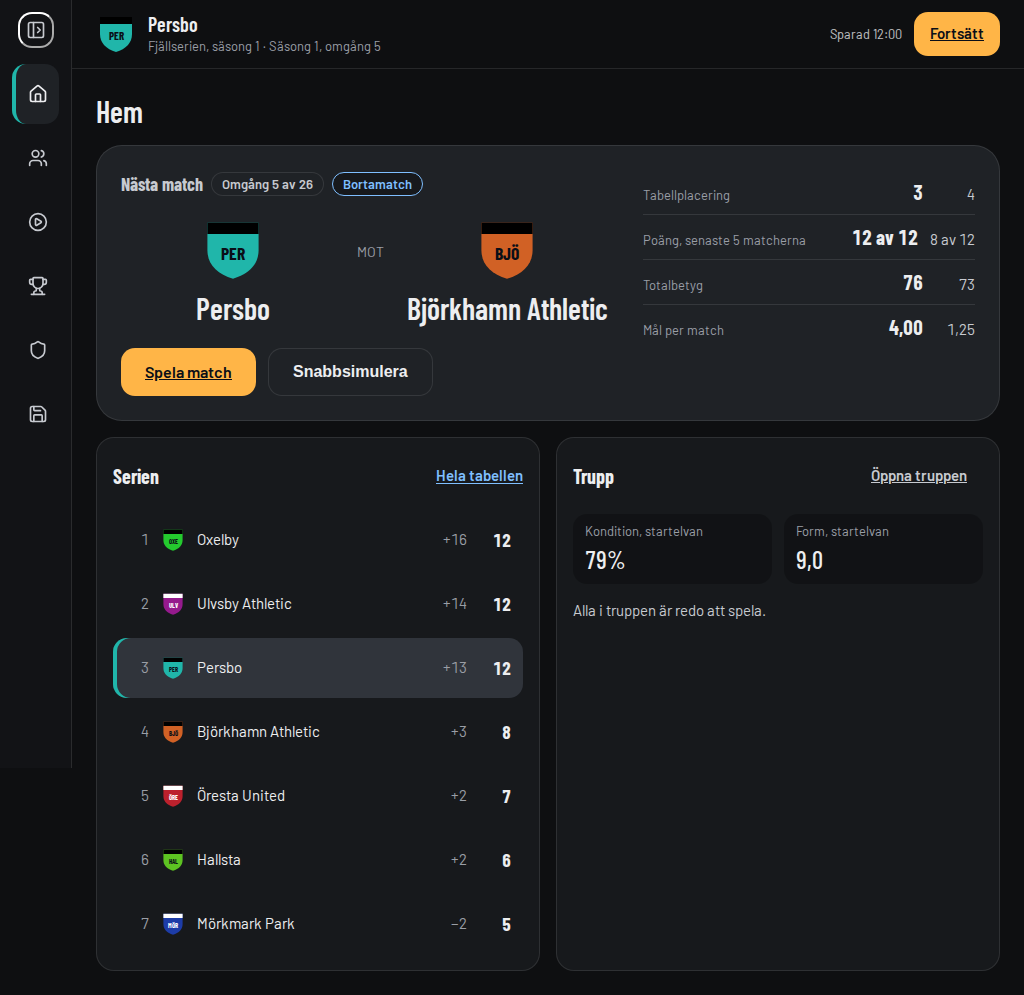 PER
Persbo
Fjällserien, säsong 1 · Säsong 1, omgång 5
Sparad 12:00
Fortsätt
Hem
Nästa match
Omgång 5 av 26
Bortamatch
PER
MOT
BJÖ
Persbo
Björkhamn Athletic
Spela match
Snabbsimulera
Tabellplacering 3 4
Poäng, senaste 5 matcherna 12 av 12 8 av 12
Totalbetyg 76 73
Mål per match 4,00 1,25
Serien
Hela tabellen
1 OXE Oxelby +16 12
2 ULV Ulvsby Athletic +14 12
3 PER Persbo +13 12
4 BJÖ Björkhamn Athletic +3 8
5 ÖRE Öresta United +2 7
6 HAL Hallsta +2 6
7 MÖR Mörkmark Park −2 5
Trupp
Öppna truppen
Kondition, startelvan
79%
Form, startelvan
9,0
Alla i truppen är redo att spela.